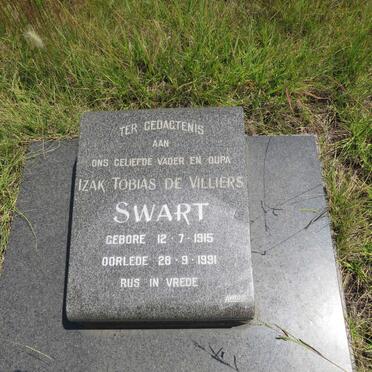 TER GEDAGTENIS
AAN
ONS GELIEFDE VADER EN OUPA
IZAK TOBIAS DE VILLIERS
SWART
GEBORE 12 · 7 · 1915
OORLEDE 28 · 9 · 1991
RUS IN VREDE